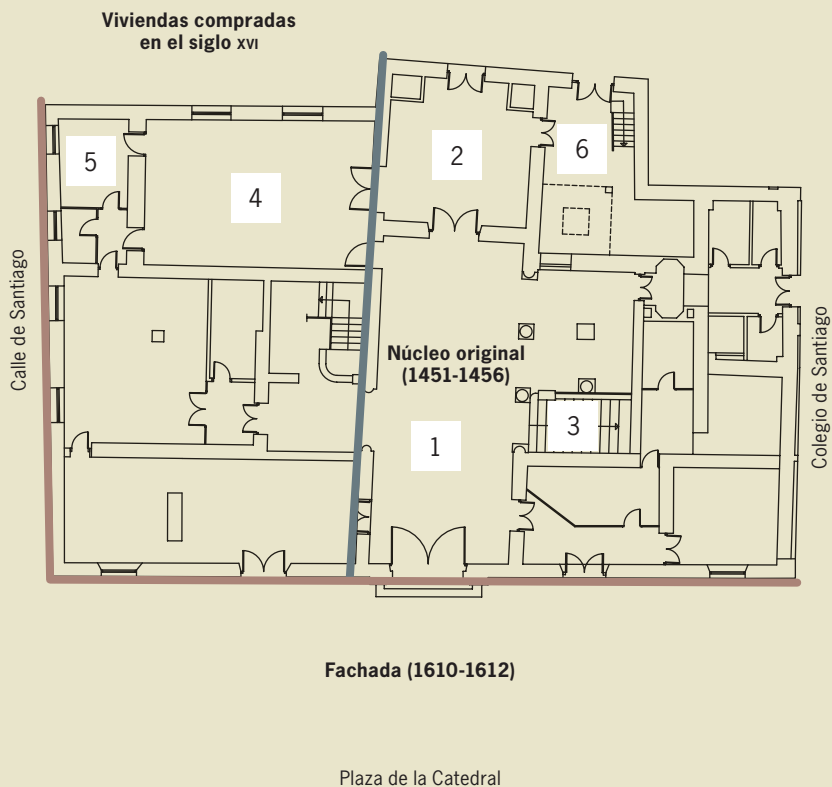 Viviendas compradas
en el siglo XVI
5
4
2
6
Calle de Santiago
Núcleo original
(1451-1456)
1
3
Colegio de Santiago
Fachada (1610-1612)
Plaza de la Catedral